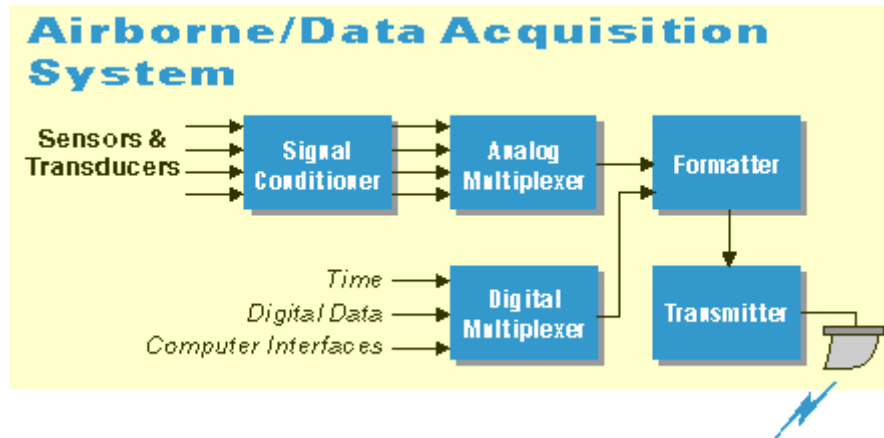 Airborne/Data Acquisition
System
Sensors &
Transducers
Signal
Conditioner
Analog
Multiplexer
Formatter
Time
Digital Data
Computer Interfaces
Digital
Multiplexer
Transmitter